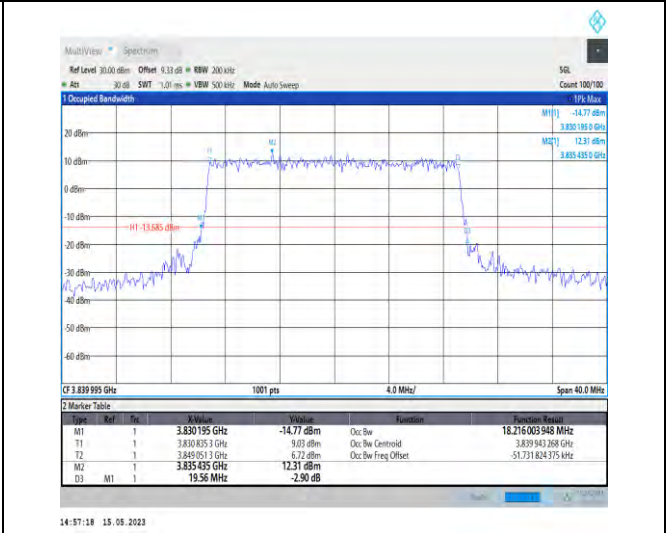 MultiView Spectrum
Ref Level 30.00 dBm Offset 9.33 dB RBW 200 kHz SGL
Att 30 dB SWT 1.01 ms VBW 500 kHz Mode Auto Sweep Count 100/100
1 Occupied Bandwidth 1Pk Max
M1[1] -14.77 dBm
3.830 195 0 GHz
M2[1] 12.31 dBm
3.835 435 0 GHz
20 dBm
T1 M2
10 dBm
0 dBm
-10 dBm
H1 -13.685 dBm
-20 dBm
-30 dBm
-40 dBm
-50 dBm
-60 dBm
CF 3.839 995 GHz 1001 pts 4.0 MHz/ Span 40.0 MHz
2 Marker Table
Type Ref Trc X-Value Y-Value Function Function Result
M1 1 3.830 195 GHz -14.77 dBm Occ Bw 18.216 003 948 MHz
T1 1 3.830 835 3 GHz 9.03 dBm Occ Bw Centroid 3.839 943 268 GHz
T2 1 3.849 051 3 GHz 6.72 dBm Occ Bw Freq Offset -51.731 824 375 kHz
M2 1 3.835 435 GHz 12.31 dBm
D3 M1 1 19.56 MHz -2.90 dB
14:57:18 15.05.2023